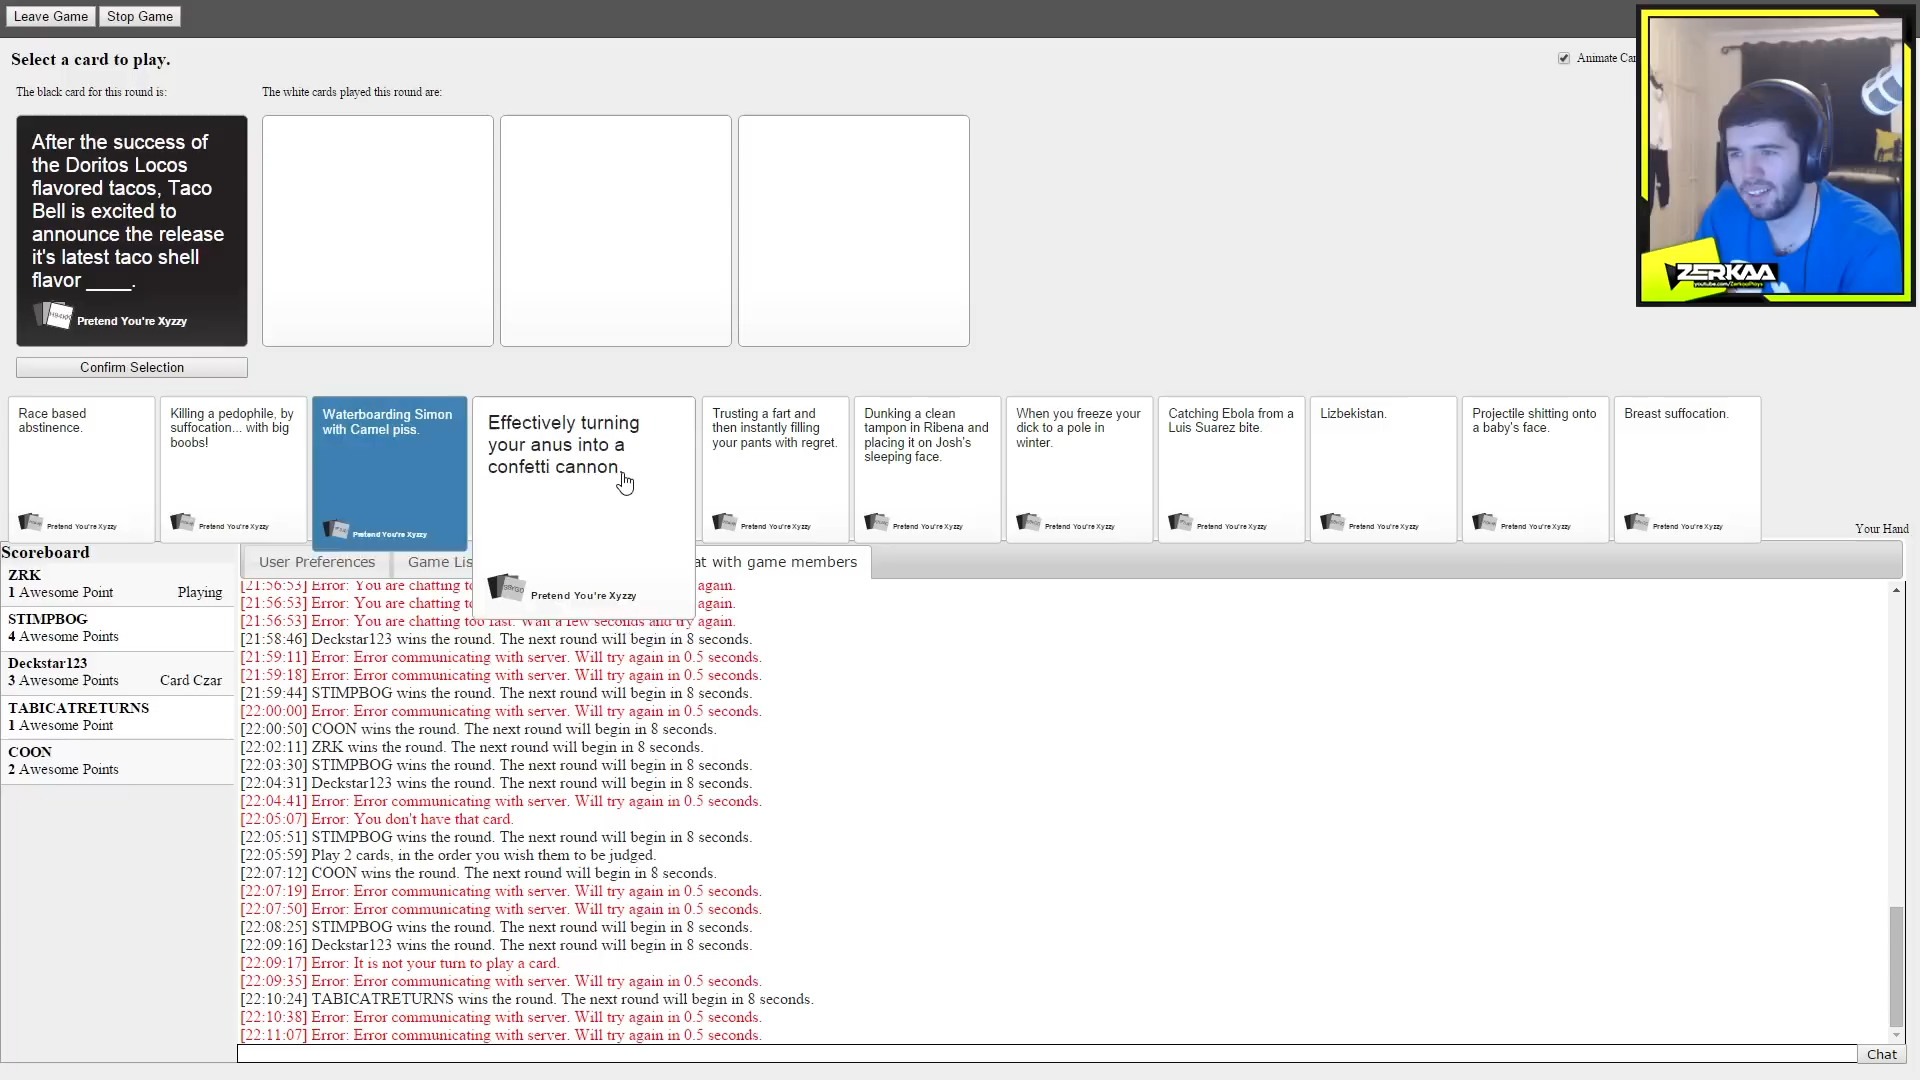 Leave Game
Stop Game
Select a card to play.
Animate Car
The black card for this round is:
The white cards played this round are:
After the success of
the Doritos Locos
flavored tacos, Taco
Bell is excited to
announce the release
it's latest taco shell
flavor ____.
Pretend You're Xyzzy
ZERKAA
youtube.com/ZerkaaPlays
Confirm Selection
Race based
abstinence.
Pretend You're Xyzzy
Killing a pedophile, by
suffocation... with big
boobs!
Pretend You're Xyzzy
Waterboarding Simon
with Camel piss.
Pretend You're Xyzzy
Effectively turning
your anus into a
confetti cannon.
Pretend You're Xyzzy
Trusting a fart and
then instantly filling
your pants with regret.
Pretend You're Xyzzy
Dunking a clean
tampon in Ribena and
placing it on Josh's
sleeping face.
Pretend You're Xyzzy
When you freeze your
dick to a pole in
winter.
Pretend You're Xyzzy
Catching Ebola from a
Luis Suarez bite.
Pretend You're Xyzzy
Lizbekistan.
Pretend You're Xyzzy
Projectile shitting onto
a baby's face.
Pretend You're Xyzzy
Breast suffocation.
Pretend You're Xyzzy
Your Hand
Scoreboard
ZRK
1 Awesome Point Playing
STIMPBOG
4 Awesome Points
Deckstar123
3 Awesome Points Card Czar
TABICATRETURNS
1 Awesome Point
COON
2 Awesome Points
User Preferences
Game Lis
at with game members
[21:56:53] Error: You are chatting to again.
[21:56:53] Error: You are chatting to again.
[21:56:53] Error: You are chatting too fast. Wait a few seconds and try again.
[21:58:46] Deckstar123 wins the round. The next round will begin in 8 seconds.
[21:59:11] Error: Error communicating with server. Will try again in 0.5 seconds.
[21:59:18] Error: Error communicating with server. Will try again in 0.5 seconds.
[21:59:44] STIMPBOG wins the round. The next round will begin in 8 seconds.
[22:00:00] Error: Error communicating with server. Will try again in 0.5 seconds.
[22:00:50] COON wins the round. The next round will begin in 8 seconds.
[22:02:11] ZRK wins the round. The next round will begin in 8 seconds.
[22:03:30] STIMPBOG wins the round. The next round will begin in 8 seconds.
[22:04:31] Deckstar123 wins the round. The next round will begin in 8 seconds.
[22:04:41] Error: Error communicating with server. Will try again in 0.5 seconds.
[22:05:07] Error: You don't have that card.
[22:05:51] STIMPBOG wins the round. The next round will begin in 8 seconds.
[22:05:59] Play 2 cards, in the order you wish them to be judged.
[22:07:12] COON wins the round. The next round will begin in 8 seconds.
[22:07:19] Error: Error communicating with server. Will try again in 0.5 seconds.
[22:07:50] Error: Error communicating with server. Will try again in 0.5 seconds.
[22:08:25] STIMPBOG wins the round. The next round will begin in 8 seconds.
[22:09:16] Deckstar123 wins the round. The next round will begin in 8 seconds.
[22:09:17] Error: It is not your turn to play a card.
[22:09:35] Error: Error communicating with server. Will try again in 0.5 seconds.
[22:10:24] TABICATRETURNS wins the round. The next round will begin in 8 seconds.
[22:10:38] Error: Error communicating with server. Will try again in 0.5 seconds.
[22:11:07] Error: Error communicating with server. Will try again in 0.5 seconds.
Chat